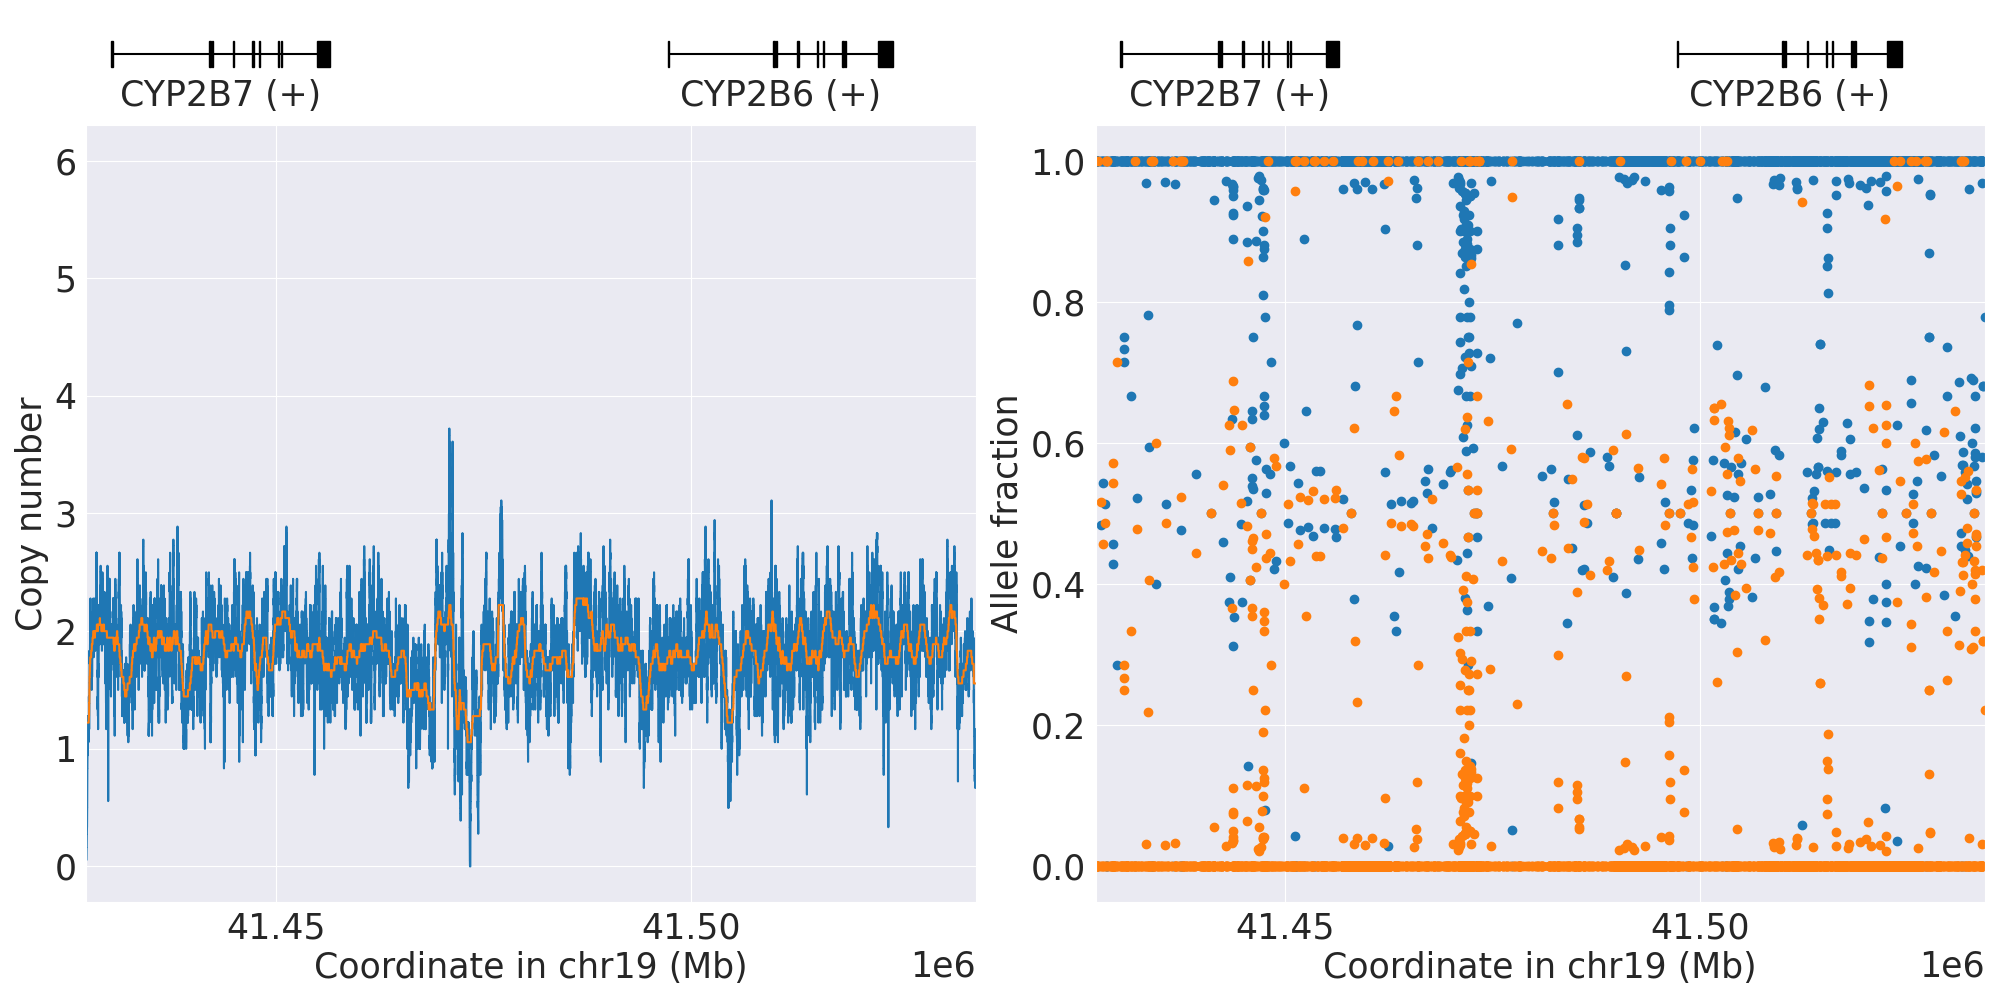 CYP2B7 (+)
CYP2B6 (+)
6
5
4
3
2
1
0
Copy number
41.45
41.50
Coordinate in chr19 (Mb)
1e6
CYP2B7 (+)
CYP2B6 (+)
1.0
0.8
0.6
0.4
0.2
0.0
Allele fraction
41.45
41.50
Coordinate in chr19 (Mb)
1e6